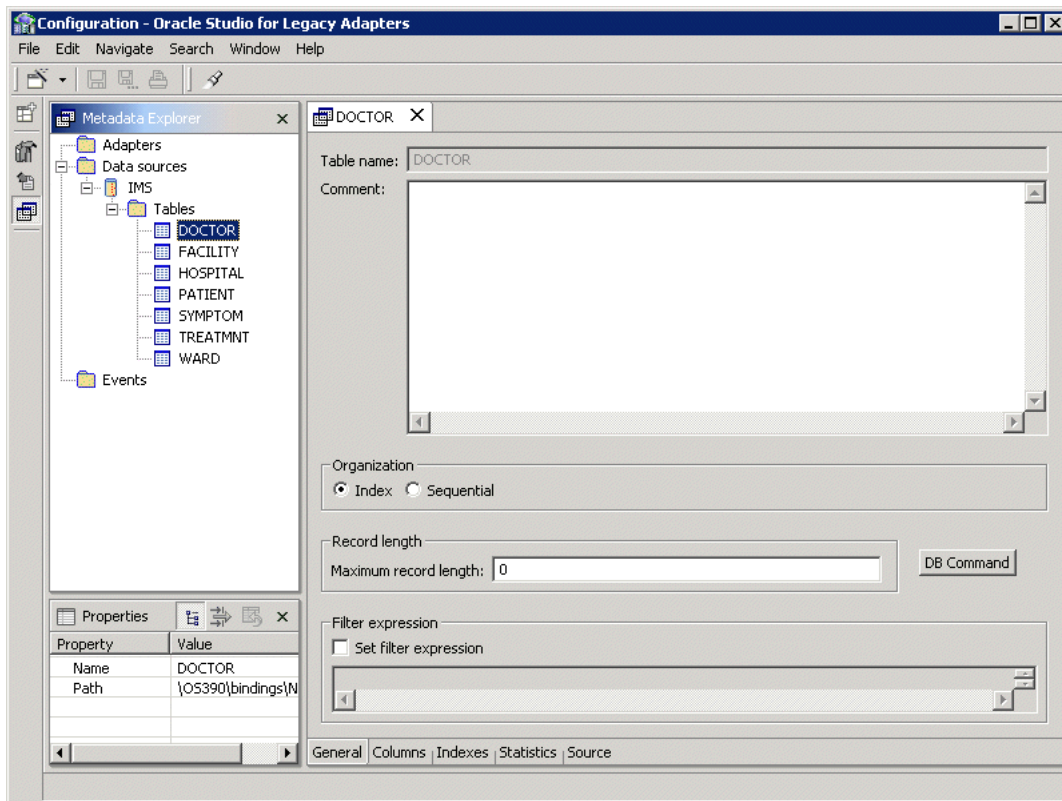 Configuration - Oracle Studio for Legacy Adapters
File Edit Navigate Search Window Help
Metadata Explorer
Adapters
Data sources
IMS
Tables
DOCTOR
FACILITY
HOSPITAL
PATIENT
SYMPTOM
TREATMNT
WARD
Events
Properties
Property Value
Name DOCTOR
Path \OS390\bindings\N
DOCTOR
Table name: DOCTOR
Comment:
Organization
Index Sequential
Record length
Maximum record length: 0
DB Command
Filter expression
Set filter expression
General Columns Indexes Statistics Source